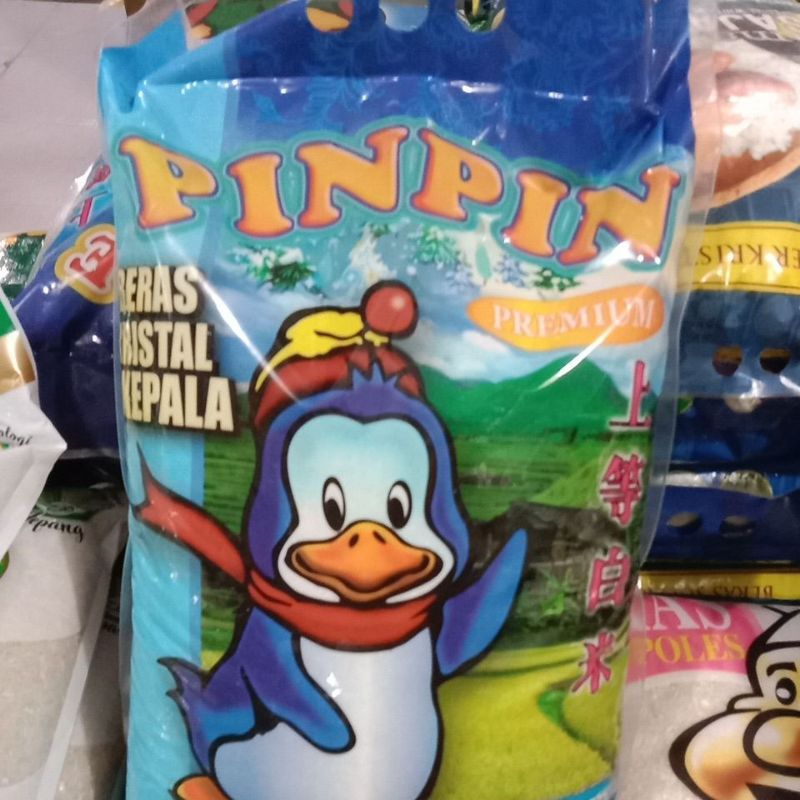 PINPIN
BERAS
KRISTAL
KEPALA
PREMIUM
上等白米
POLES